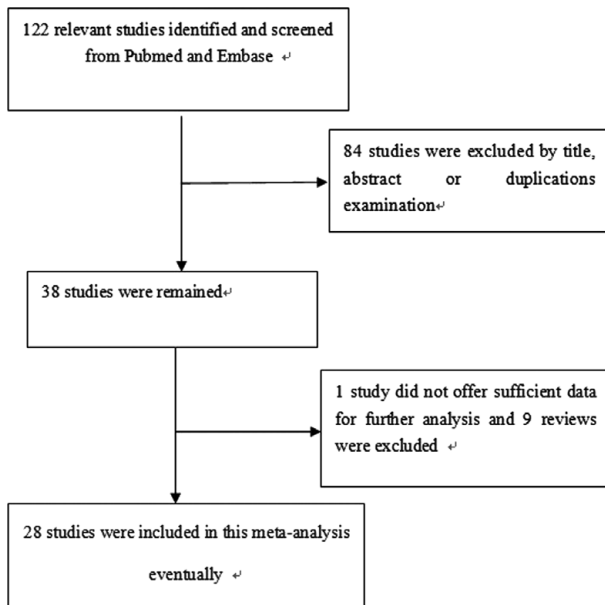 122 relevant studies identified and screened
from Pubmed and Embase ↵
84 studies were excluded by title,
abstract or duplications
examination↵
38 studies were remained↵
1 study did not offer sufficient data
for further analysis and 9 reviews
were excluded ↵
28 studies were included in this meta-analysis
eventually ↵